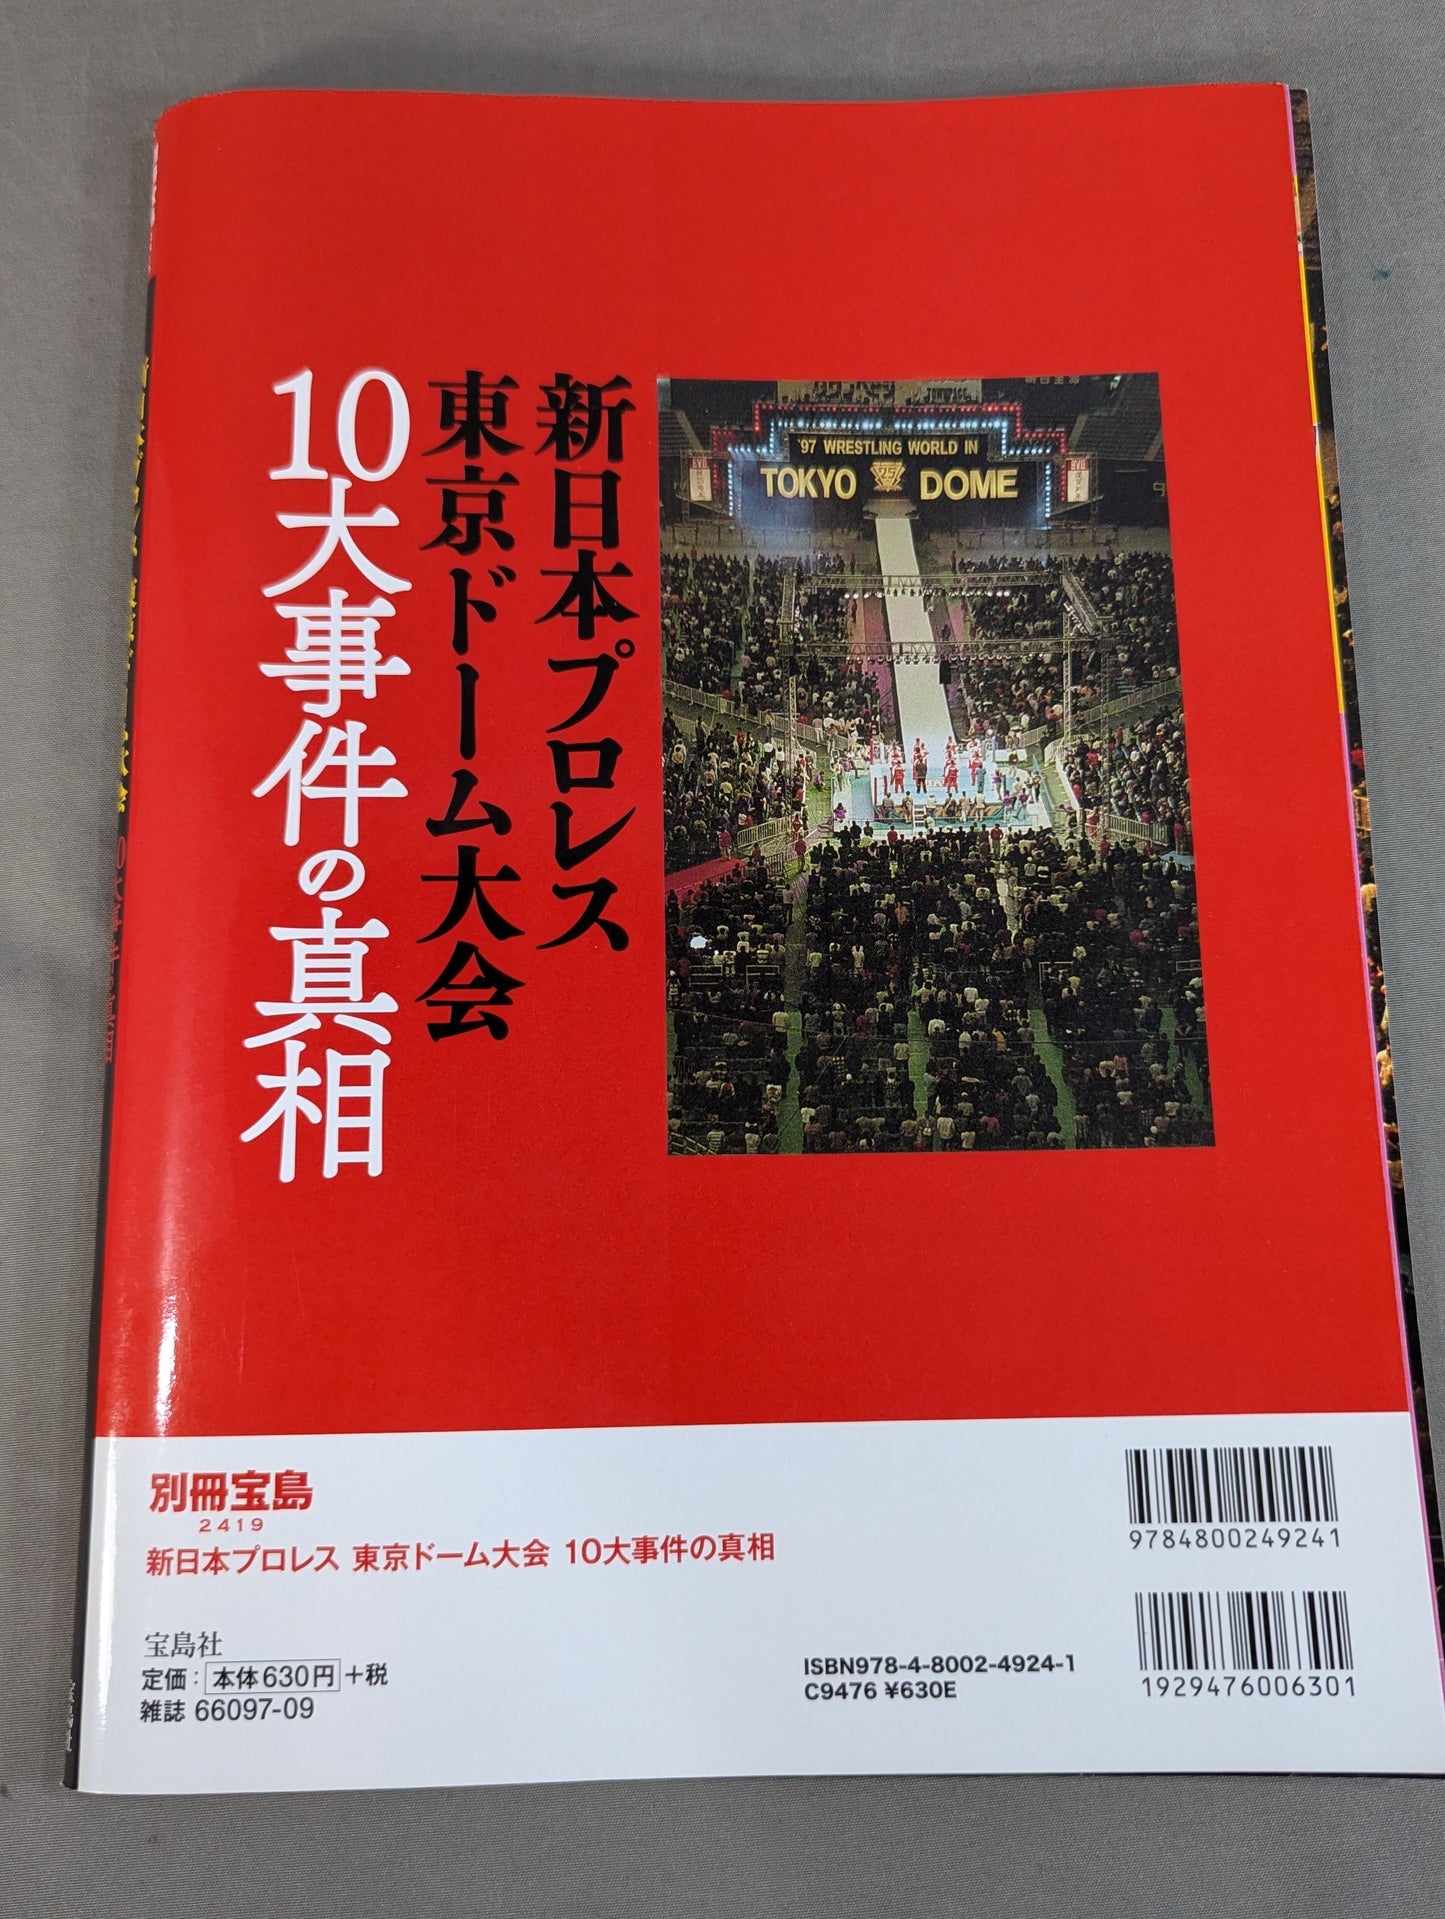 新日本プロレス
東京ドーム大会
10大事件の真相
'97 WRESTLING WORLD IN
TOKYO 25 DOME
別冊宝島
2419
新日本プロレス 東京ドーム大会 10大事件の真相
宝島社
定価:本体630円+税
雑誌 66097-09
ISBN978-4-8002-4924-1
C9476 ¥630E
9784800249241
1929476006301